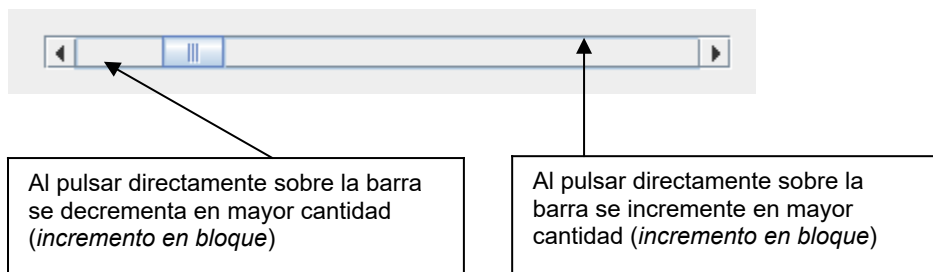 Al pulsar directamente sobre la barra
se decrementa en mayor cantidad
(incremento en bloque)
Al pulsar directamente sobre la
barra se incremente en mayor
cantidad (incremento en bloque)